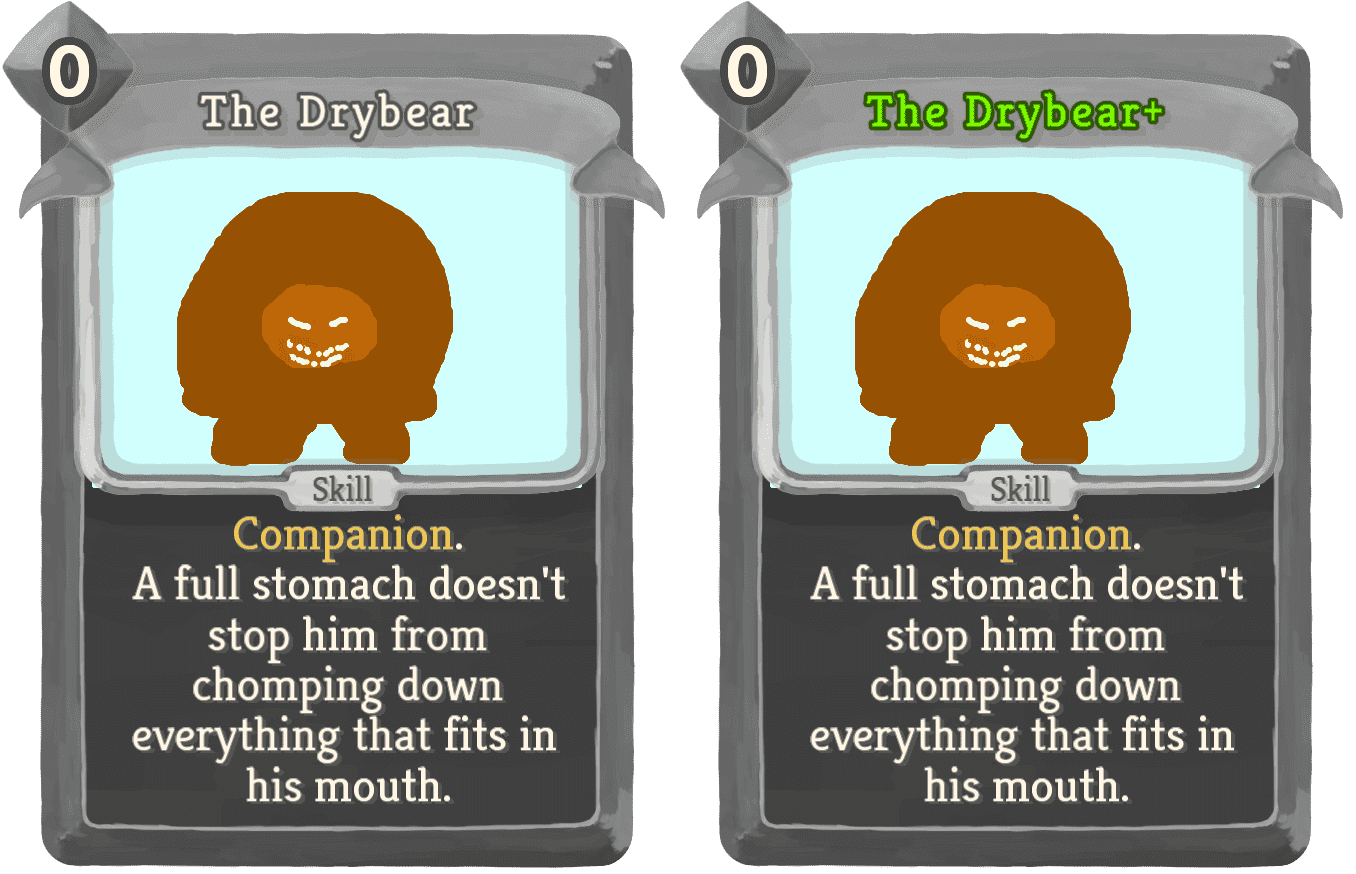 0
The Drybear
Skill
Companion.
A full stomach doesn't
stop him from
chomping down
everything that fits in
his mouth.
0
The Drybear+
Skill
Companion.
A full stomach doesn't
stop him from
chomping down
everything that fits in
his mouth.